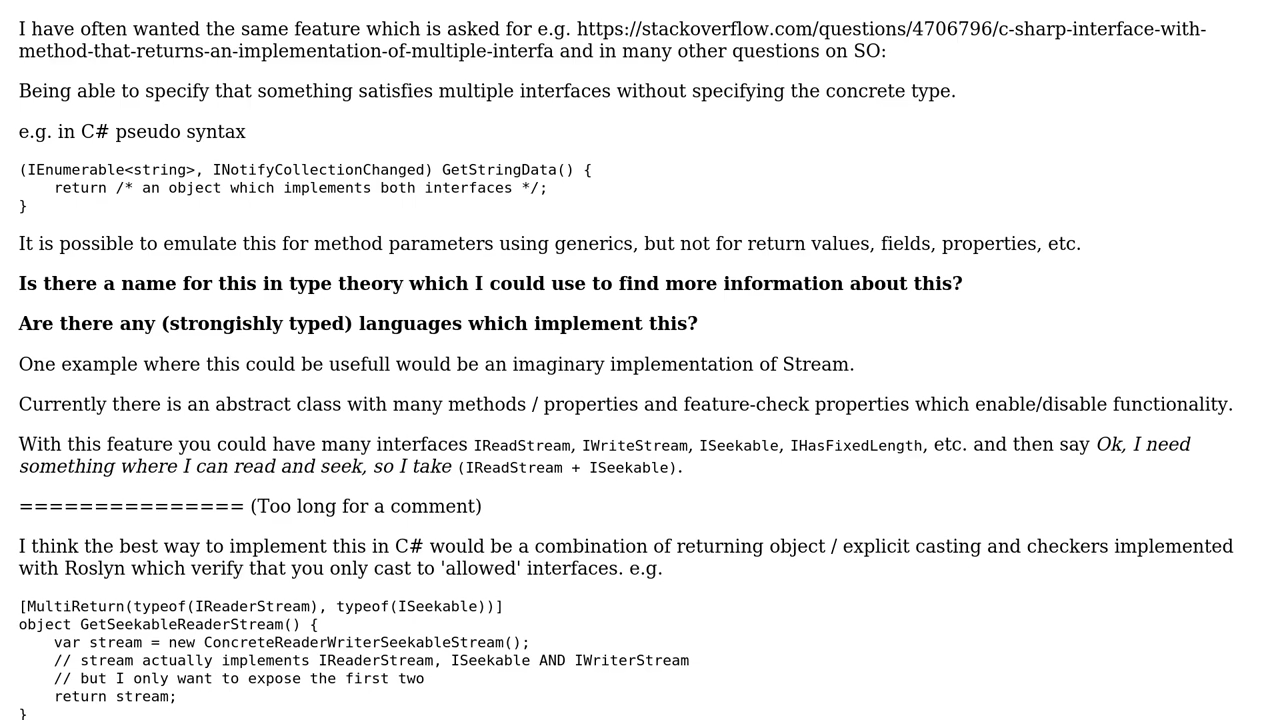 I have often wanted the same feature which is asked for e.g. https://stackoverflow.com/questions/4706796/c-sharp-interface-with-
method-that-returns-an-implementation-of-multiple-interfa and in many other questions on SO:
Being able to specify that something satisfies multiple interfaces without specifying the concrete type.
e.g. in C# pseudo syntax
(IEnumerable<string>, INotifyCollectionChanged) GetStringData() {
    return /* an object which implements both interfaces */;
}
It is possible to emulate this for method parameters using generics, but not for return values, fields, properties, etc.
Is there a name for this in type theory which I could use to find more information about this?
Are there any (strongishly typed) languages which implement this?
One example where this could be usefull would be an imaginary implementation of Stream.
Currently there is an abstract class with many methods / properties and feature-check properties which enable/disable functionality.
With this feature you could have many interfaces IReadStream, IWriteStream, ISeekable, IHasFixedLength, etc. and then say Ok, I need
something where I can read and seek, so I take (IReadStream + ISeekable).
=============== (Too long for a comment)
I think the best way to implement this in C# would be a combination of returning object / explicit casting and checkers implemented
with Roslyn which verify that you only cast to 'allowed' interfaces. e.g.
[MultiReturn(typeof(IReaderStream), typeof(ISeekable))]
object GetSeekableReaderStream() {
    var stream = new ConcreteReaderWriterSeekableStream();
    // stream actually implements IReaderStream, ISeekable AND IWriterStream
    // but I only want to expose the first two
    return stream;
}